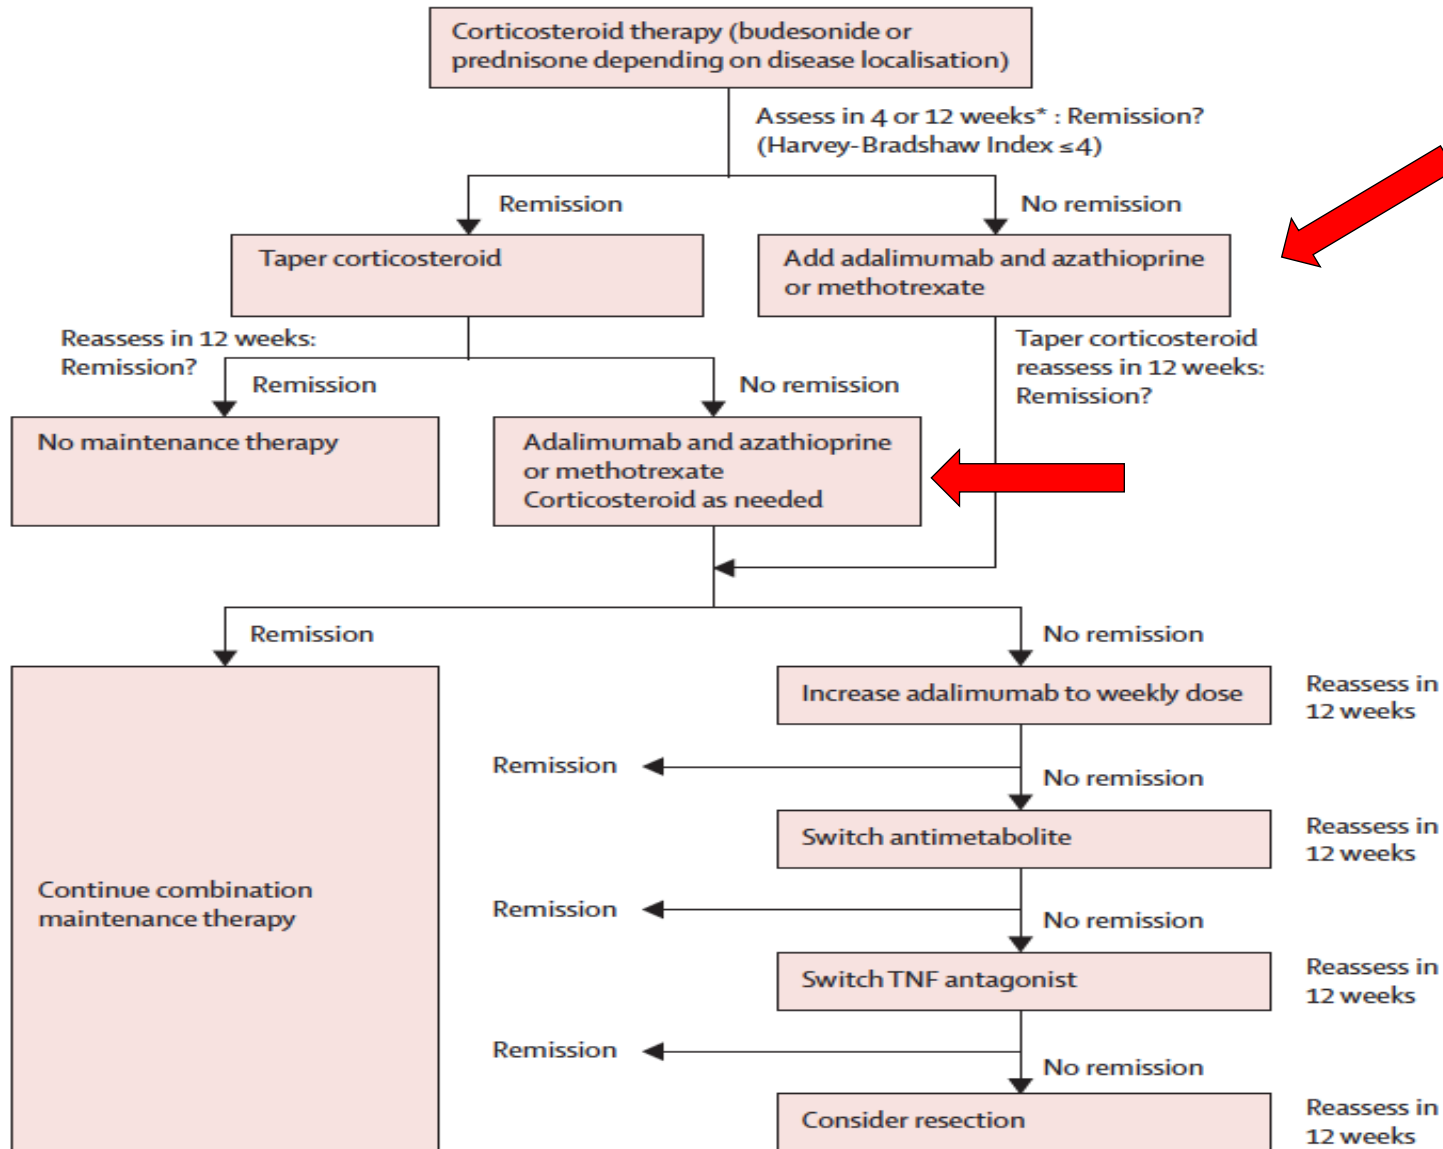 Corticosteroid therapy (budesonide or
prednisone depending on disease localisation)
Assess in 4 or 12 weeks* : Remission?
(Harvey-Bradshaw Index ≤4)
Remission
No remission
Taper corticosteroid
Add adalimumab and azathioprine
or methotrexate
Reassess in 12 weeks:
Remission?
Remission
No remission
Taper corticosteroid
reassess in 12 weeks:
Remission?
No maintenance therapy
Adalimumab and azathioprine
or methotrexate
Corticosteroid as needed
Remission
No remission
Increase adalimumab to weekly dose
Reassess in
12 weeks
Remission
No remission
Switch antimetabolite
Reassess in
12 weeks
Continue combination
maintenance therapy
Remission
No remission
Switch TNF antagonist
Reassess in
12 weeks
Remission
No remission
Consider resection
Reassess in
12 weeks